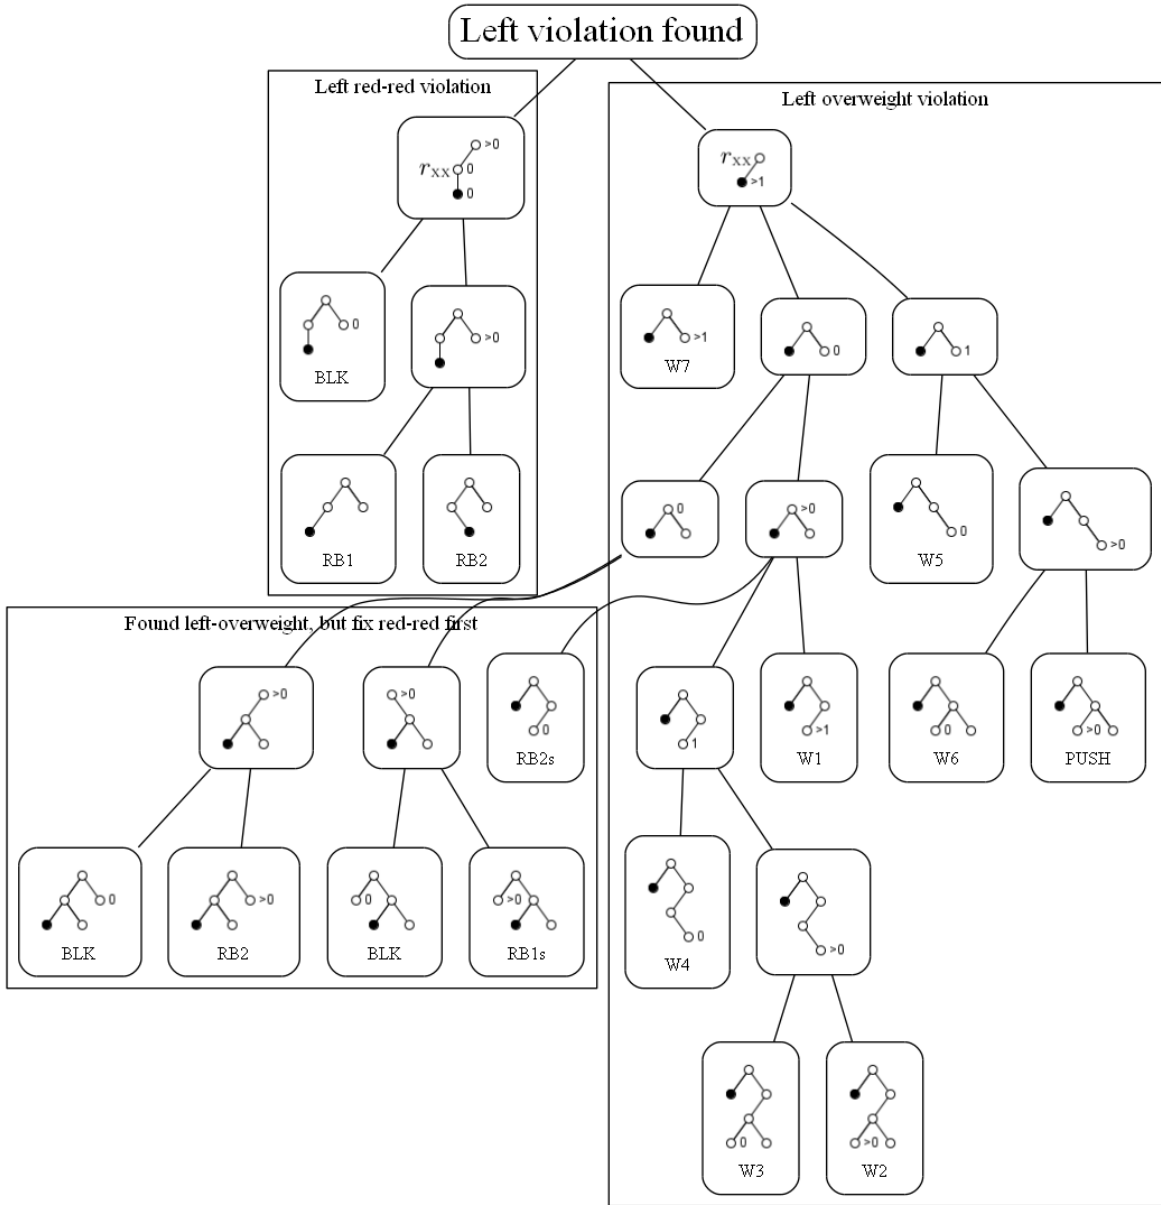 Left violation found
Left red-red violation
Left overweight violation
>0
rxx 0
0
rxx
>1
0
BLK
>0
W7 >1
0
1
RB1
RB2
0
>0
W5 0
>0
Found left-overweight, but fix red-red first
>0
>0
0
RB2s
1
>1
W1
0
W6
>0
PUSH
0
BLK
>0
RB2
0
BLK
>0
RB1s
0
W4
>0
0
W3
>0
W2